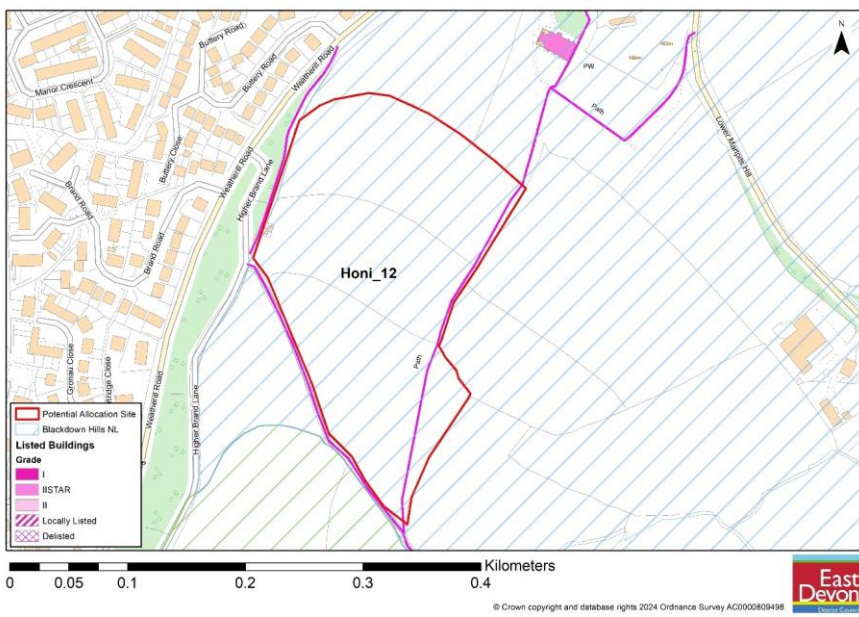 Buttery Road
Weatherill Road
Manor Crescent
Buttery Road
N
PW
Path
Buttery Close
Weatherill Road
Higher Brand Lane
Lower Marlpits Hill
Brand Road
Brand Road
Honi_12
Path
Gronau Close
Weatherill Road
Higher Brand Lane
Potential Allocation Site
Blackdown Hills NL
Listed Buildings
Grade
I
IISTAR
II
Locally Listed
Delisted
Kilometers
0 0.05 0.1 0.2 0.3 0.4
East
Devon
District Council
© Crown copyright and database rights 2024 Ordnance Survey AC0000809498